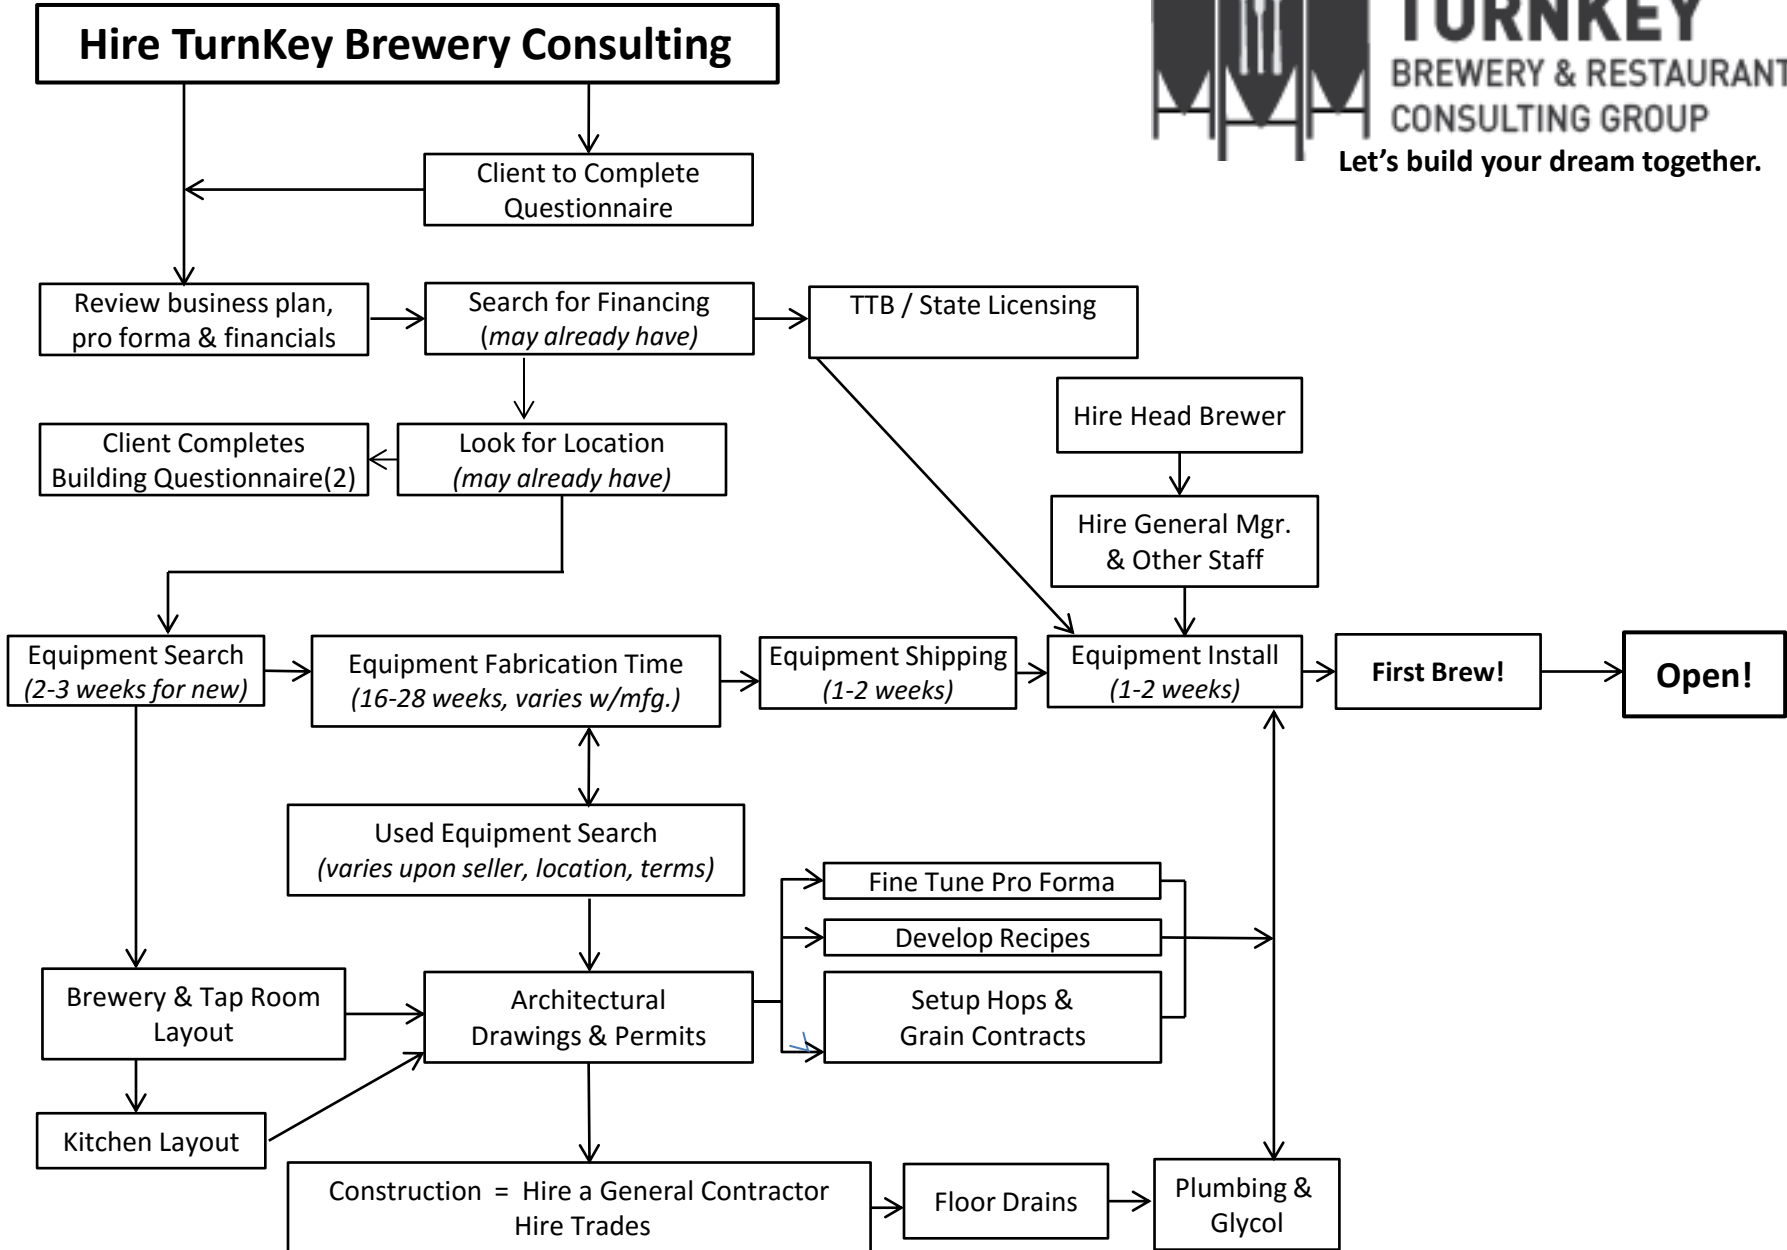 Hire TurnKey Brewery Consulting
TURNKEY
BREWERY & RESTAURANT
CONSULTING GROUP
Let's build your dream together.
Client to Complete
Questionnaire
Review business plan,
pro forma & financials
Search for Financing
(may already have)
TTB / State Licensing
Hire Head Brewer
Client Completes
Building Questionnaire(2)
Look for Location
(may already have)
Hire General Mgr.
& Other Staff
Equipment Search
(2-3 weeks for new)
Equipment Fabrication Time
(16-28 weeks, varies w/mfg.)
Equipment Shipping
(1-2 weeks)
Equipment Install
(1-2 weeks)
First Brew!
Open!
Used Equipment Search
(varies upon seller, location, terms)
Fine Tune Pro Forma
Develop Recipes
Brewery & Tap Room
Layout
Architectural
Drawings & Permits
Setup Hops &
Grain Contracts
Kitchen Layout
Construction = Hire a General Contractor
Hire Trades
Floor Drains
Plumbing &
Glycol